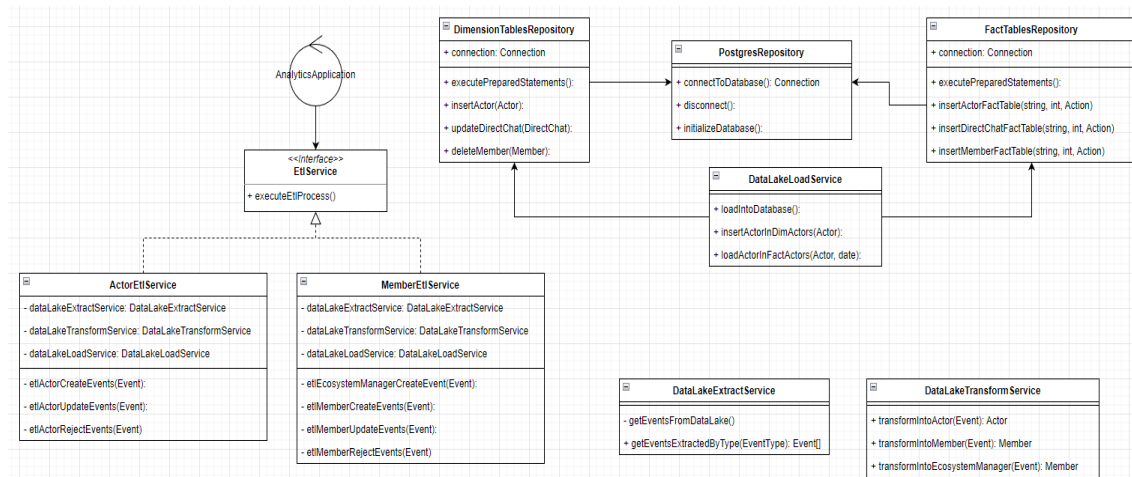 AnalyticsApplication
<<Interface>>
EtlService
+ executeEtlProcess()
DimensionTablesRepository
+ connection: Connection
+ executePreparedStatements():
+ insertActor(Actor):
+ updateDirectChat(DirectChat):
+ deleteMember(Member):
PostgresRepository
+ connectToDatabase(): Connection
+ disconnect():
+ initializeDatabase():
FactTablesRepository
+ connection: Connection
+ executePreparedStatements():
+ insertActorFactTable(string, int, Action)
+ insertDirectChatFactTable(string, int, Action)
+ insertMemberFactTable(string, int, Action)
DataLakeLoadService
+ loadIntoDatabase():
+ insertActorInDimActors(Actor):
+ loadActorInFactActors(Actor, date):
ActorEtlService
- dataLakeExtractService: DataLakeExtractService
- dataLakeTransformService: DataLakeTransformService
- dataLakeLoadService: DataLakeLoadService
- etlActorCreateEvents(Event):
- etlActorUpdateEvents(Event):
- etlActorRejectEvents(Event)
MemberEtlService
- dataLakeExtractService: DataLakeExtractService
- dataLakeTransformService: DataLakeTransformService
- dataLakeLoadService: DataLakeLoadService
- etlEcosystemManagerCreateEvent(Event):
- etlMemberCreateEvents(Event):
- etlMemberUpdateEvents(Event):
- etlMemberRejectEvents(Event)
DataLakeExtractService
- getEventsFromDataLake()
+ getEventsExtractedByType(EventType): Event[]
DataLakeTransformService
+ transformIntoActor(Event): Actor
+ transformIntoMember(Event): Member
+ transformIntoEcosystemManager(Event): Member